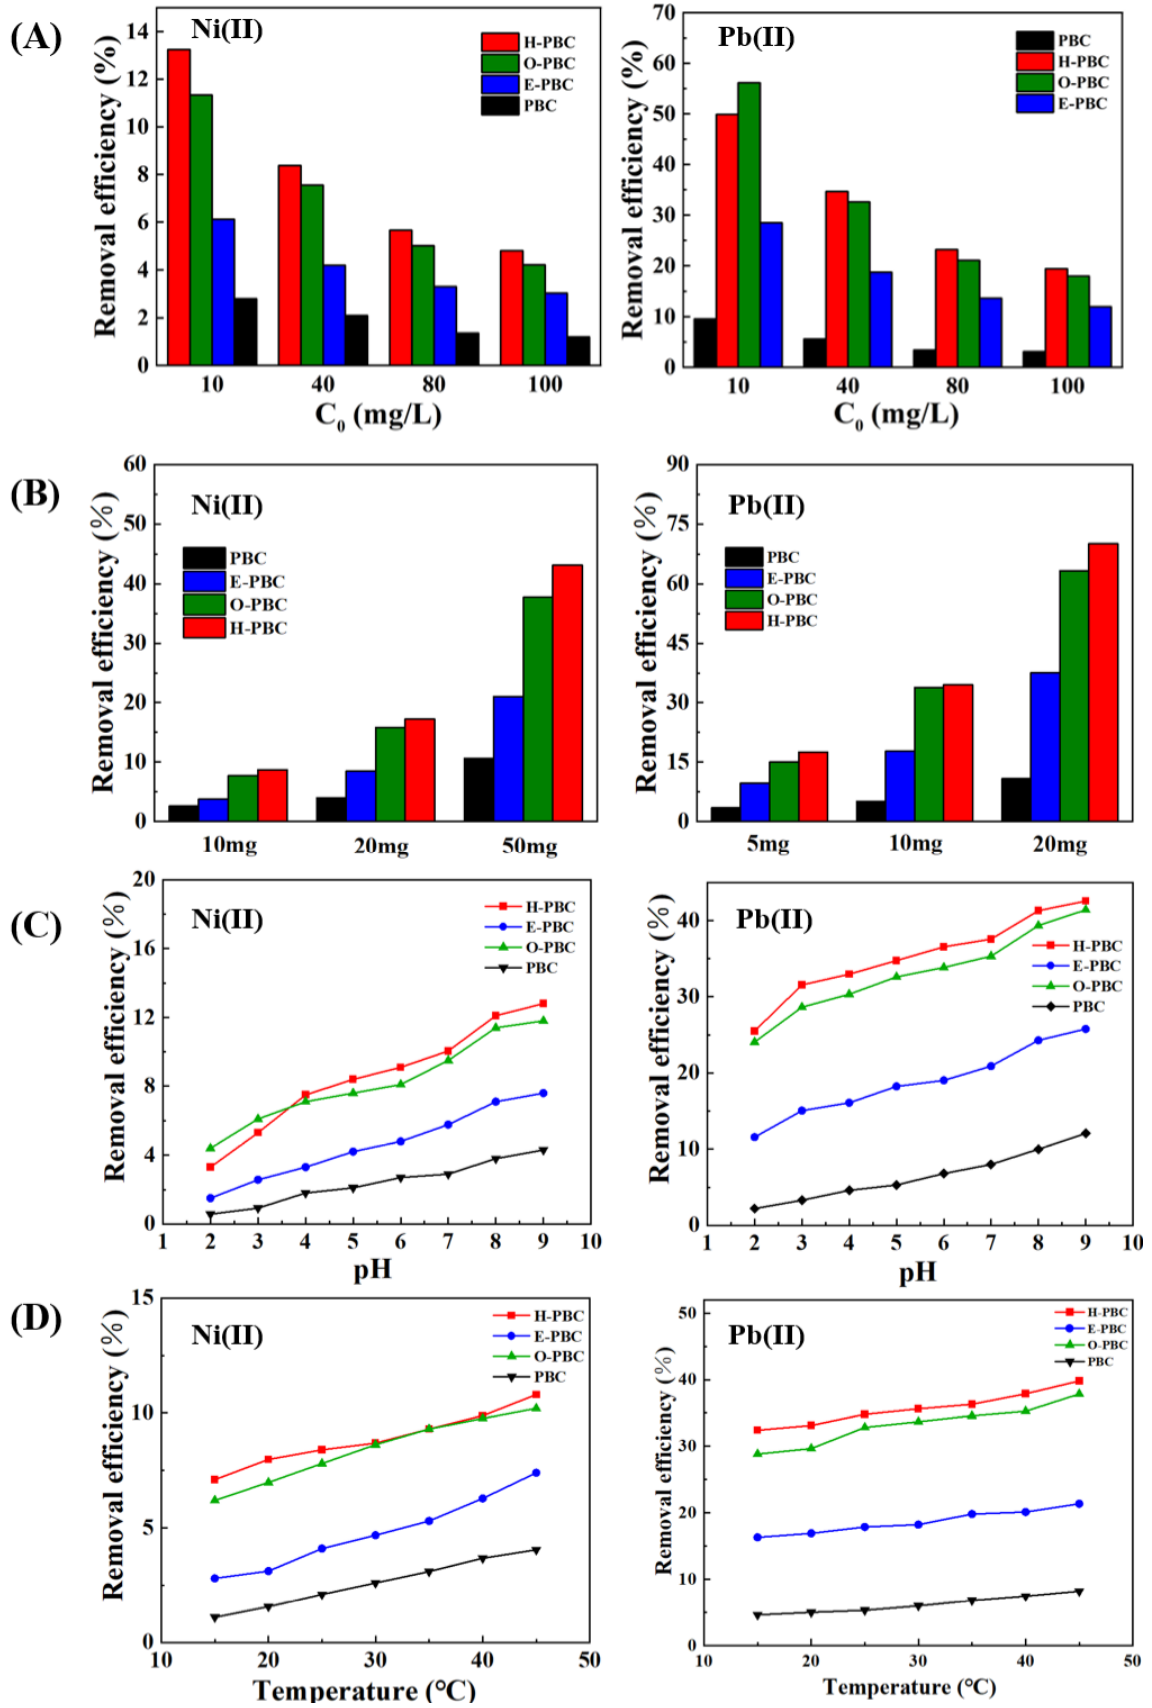 (A)
Ni(II)
H-PBC
O-PBC
E-PBC
PBC
Removal efficiency (%)
14
12
10
8
6
4
2
0
10 40 80 100
C0 (mg/L)
Pb(II)
PBC
H-PBC
O-PBC
E-PBC
Removal efficiency (%)
70
60
50
40
30
20
10
0
10 40 80 100
C0 (mg/L)
(B)
Ni(II)
PBC
E-PBC
O-PBC
H-PBC
Removal efficiency (%)
60
50
40
30
20
10
0
10mg 20mg 50mg
Pb(II)
PBC
E-PBC
O-PBC
H-PBC
Removal efficiency (%)
90
75
60
45
30
15
0
5mg 10mg 20mg
(C)
Ni(II)
H-PBC
E-PBC
O-PBC
PBC
Removal efficiency (%)
20
16
12
8
4
0
1 2 3 4 5 6 7 8 9 10
pH
Pb(II)
H-PBC
E-PBC
O-PBC
PBC
Removal efficiency (%)
40
30
20
10
0
1 2 3 4 5 6 7 8 9 10
pH
(D)
Ni(II)
H-PBC
E-PBC
O-PBC
PBC
Removal efficiency (%)
15
10
5
0
10 20 30 40 50
Temperature (℃)
Pb(II)
H-PBC
E-PBC
O-PBC
PBC
Removal efficiency (%)
50
40
30
20
10
0
10 20 30 40 50
Temperature (℃)